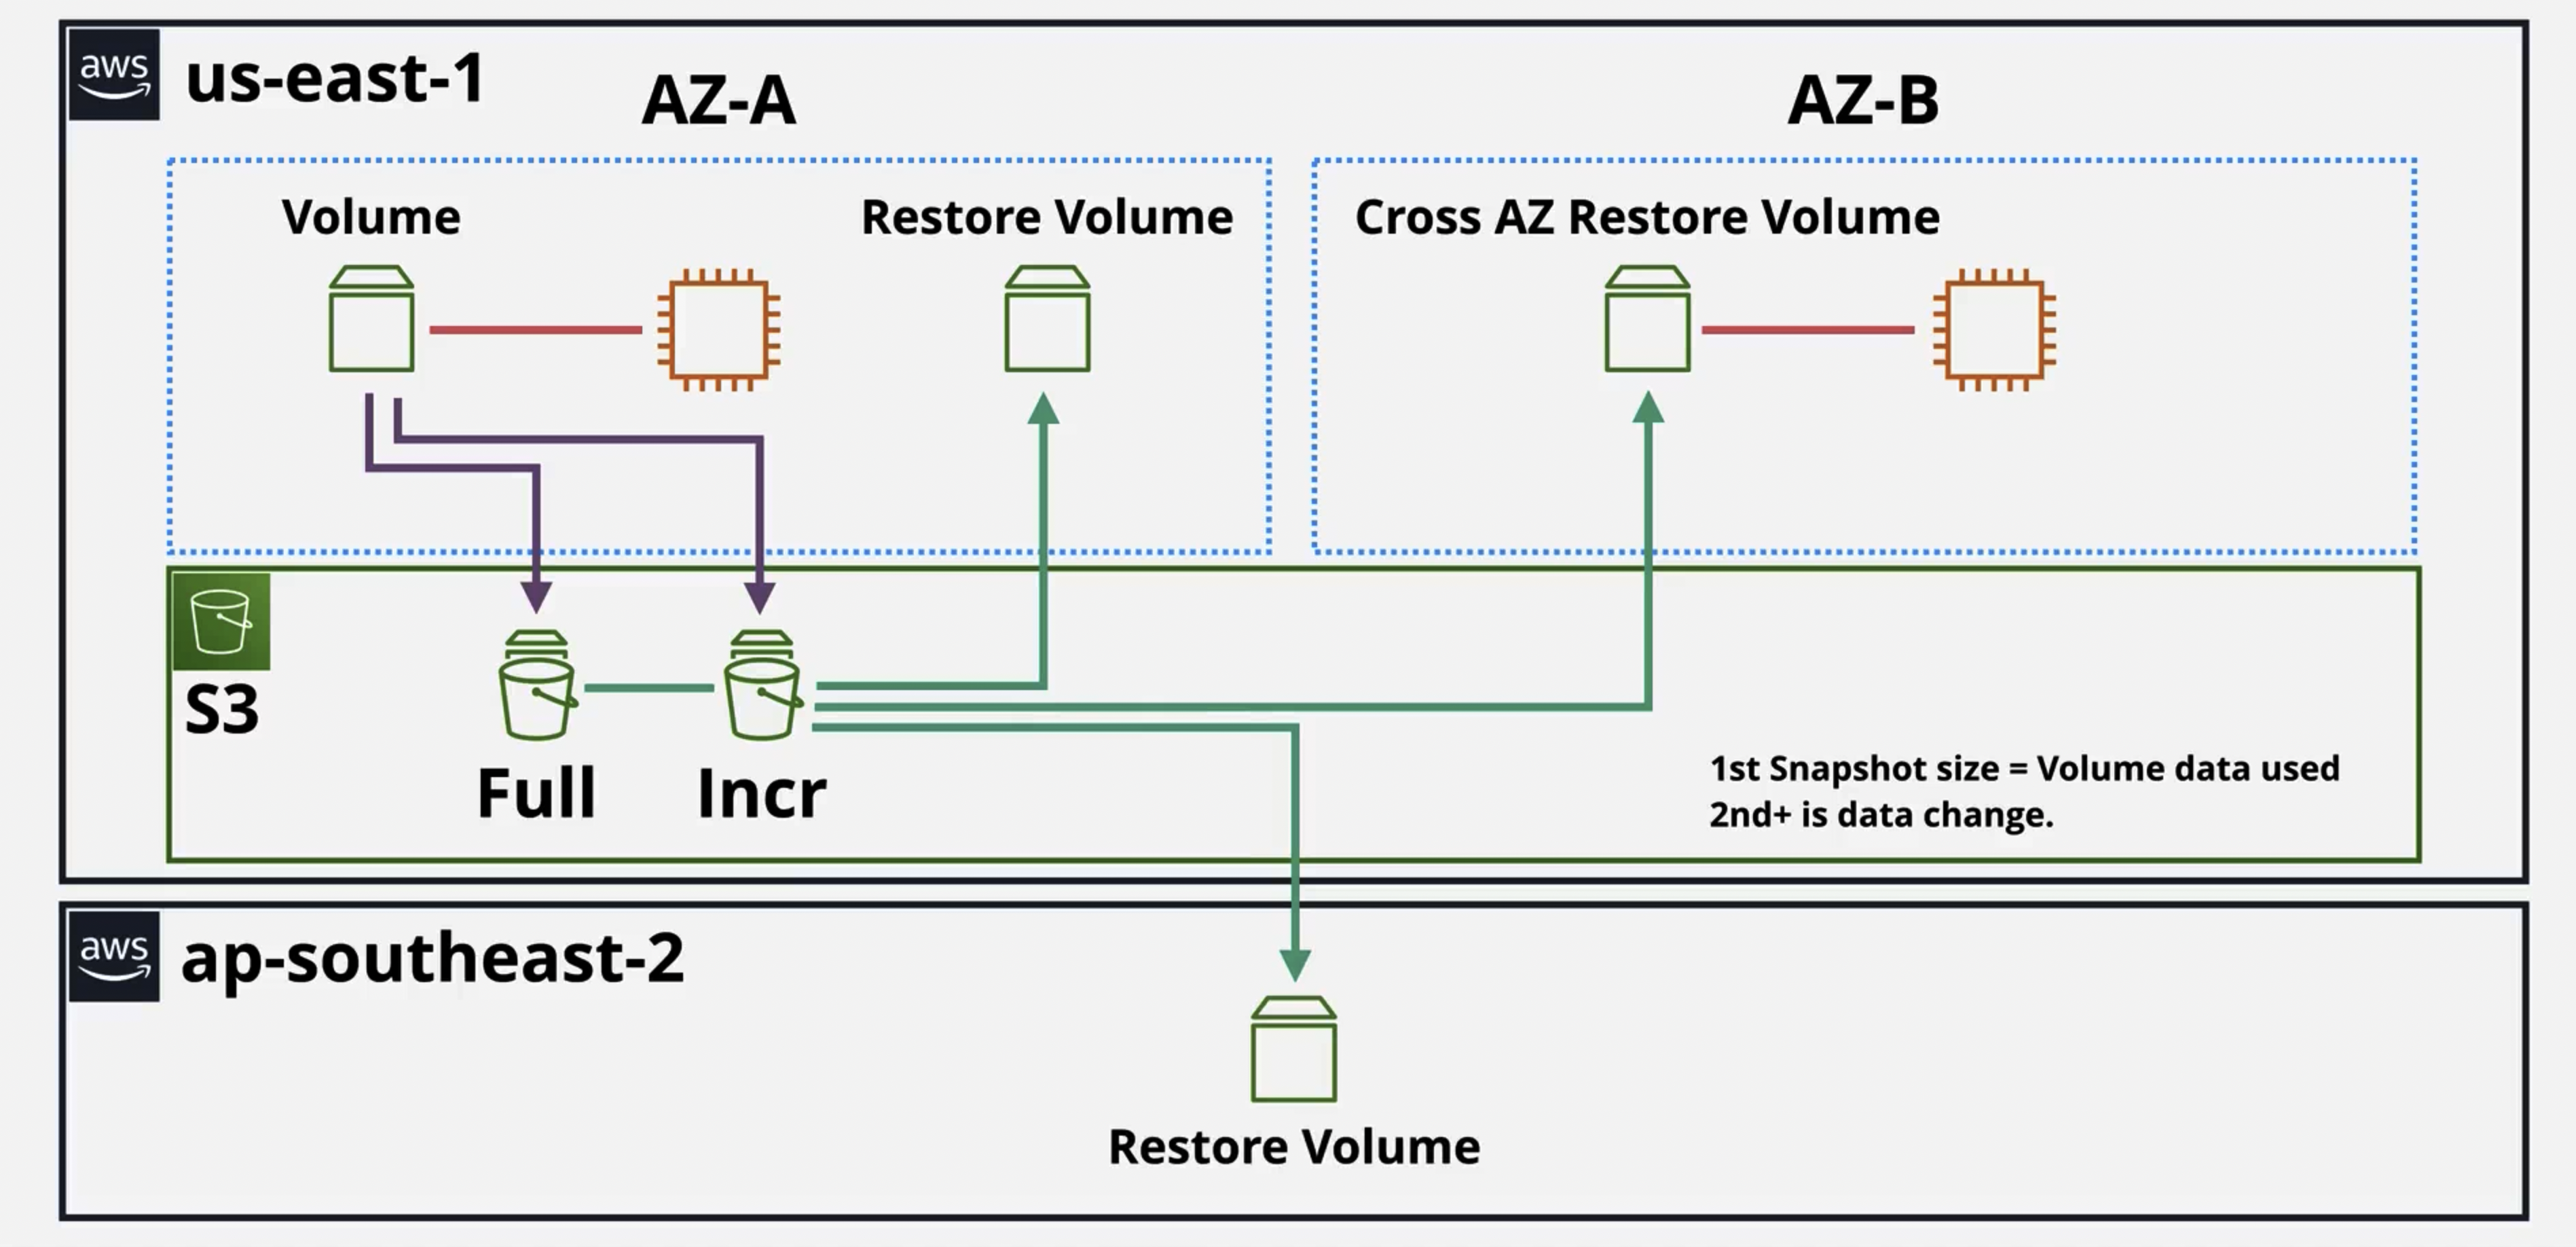 aws
us-east-1
AZ-A
AZ-B
Volume
Restore Volume
Cross AZ Restore Volume
S3
Full
Incr
1st Snapshot size = Volume data used
2nd+ is data change.
aws
ap-southeast-2
Restore Volume